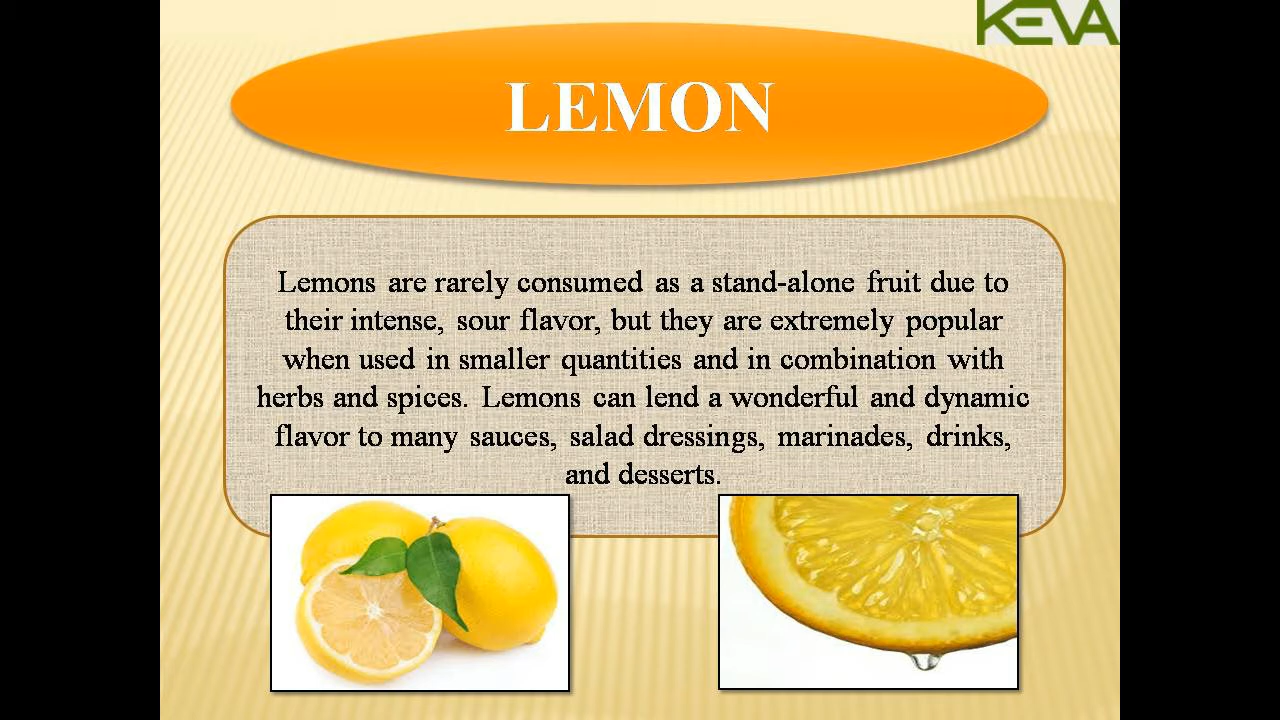 KEVA
LEMON
Lemons are rarely consumed as a stand-alone fruit due to
their intense, sour flavor, but they are extremely popular
when used in smaller quantities and in combination with
herbs and spices. Lemons can lend a wonderful and dynamic
flavor to many sauces, salad dressings, marinades, drinks,
and desserts.